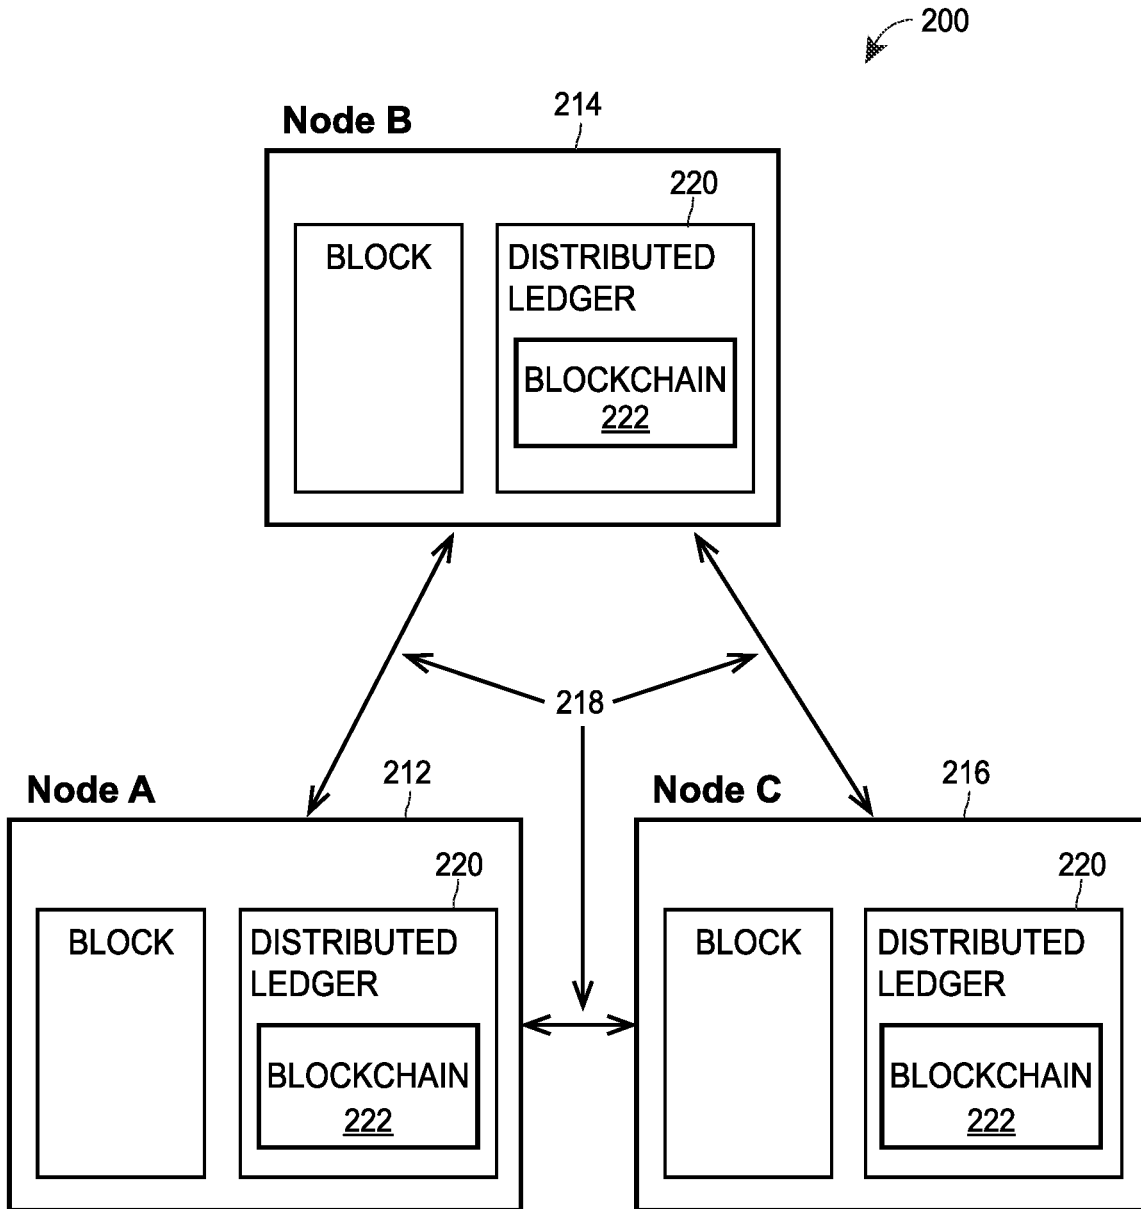 200
Node B
214
220
BLOCK
DISTRIBUTED
LEDGER
BLOCKCHAIN
222
218
Node A
212
220
BLOCK
DISTRIBUTED
LEDGER
BLOCKCHAIN
222
Node C
216
220
BLOCK
DISTRIBUTED
LEDGER
BLOCKCHAIN
222